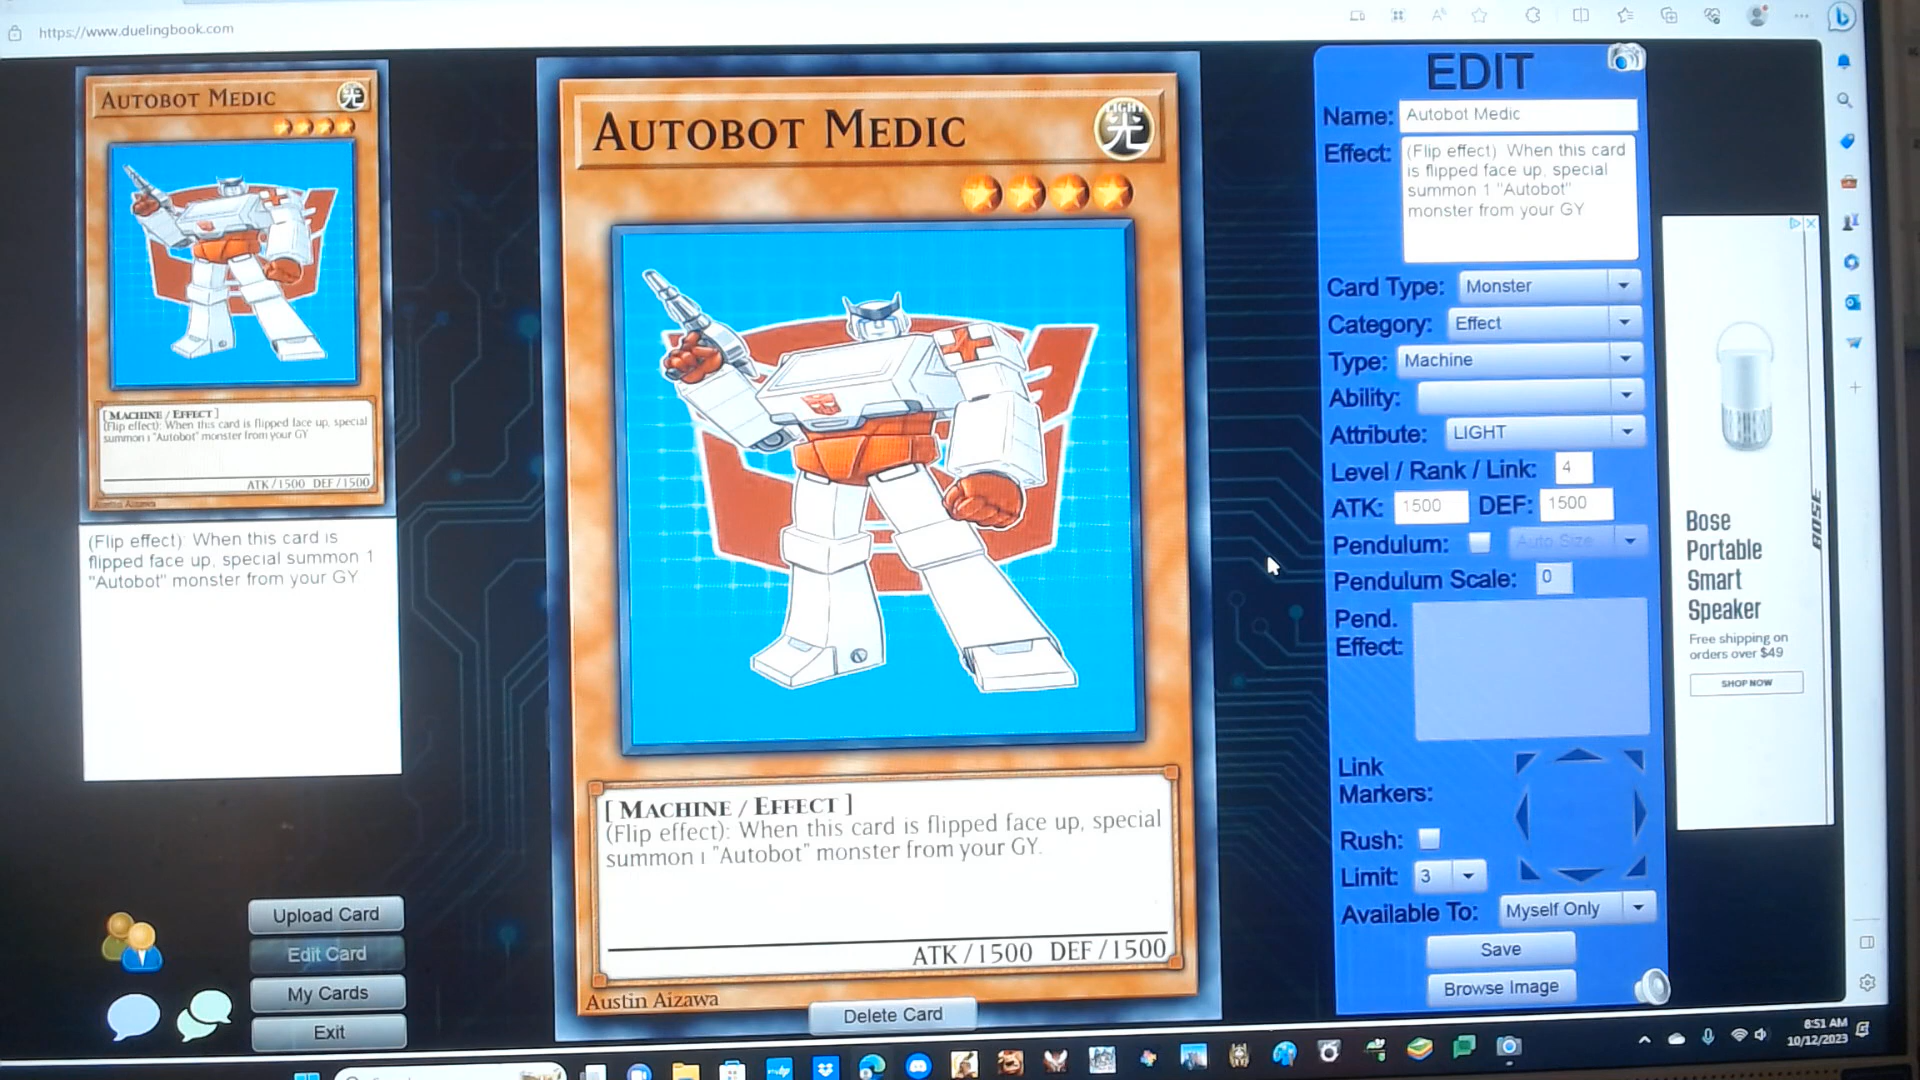 https://www.duelingbook.com
AUTOBOT MEDIC
光
[MACHINE / EFFECT]
(Flip effect): When this card is flipped face up, special
summon 1 "Autobot" monster from your GY
ATK/1500 DEF/1500
Austin Aizawa
(Flip effect): When this card is
flipped face up, special summon 1
"Autobot" monster from your GY
Upload Card
Edit Card
My Cards
Exit
AUTOBOT MEDIC
LIGHT
光
[MACHINE / EFFECT]
(Flip effect): When this card is flipped face up, special
summon 1 "Autobot" monster from your GY.
ATK/1500 DEF/1500
Austin Aizawa
Delete Card
EDIT
Name: Autobot Medic
Effect: (Flip effect) When this card
is flipped face up, special
summon 1 "Autobot"
monster from your GY
Card Type: Monster
Category: Effect
Type: Machine
Ability:
Attribute: LIGHT
Level / Rank / Link: 4
ATK: 1500 DEF: 1500
Pendulum: Auto Size
Pendulum Scale: 0
Pend.
Effect:
Link
Markers:
Rush:
Limit: 3
Available To: Myself Only
Save
Browse Image
BOSE
Bose
Portable
Smart
Speaker
Free shipping on
orders over $49
SHOP NOW
8:51 AM
10/12/2023